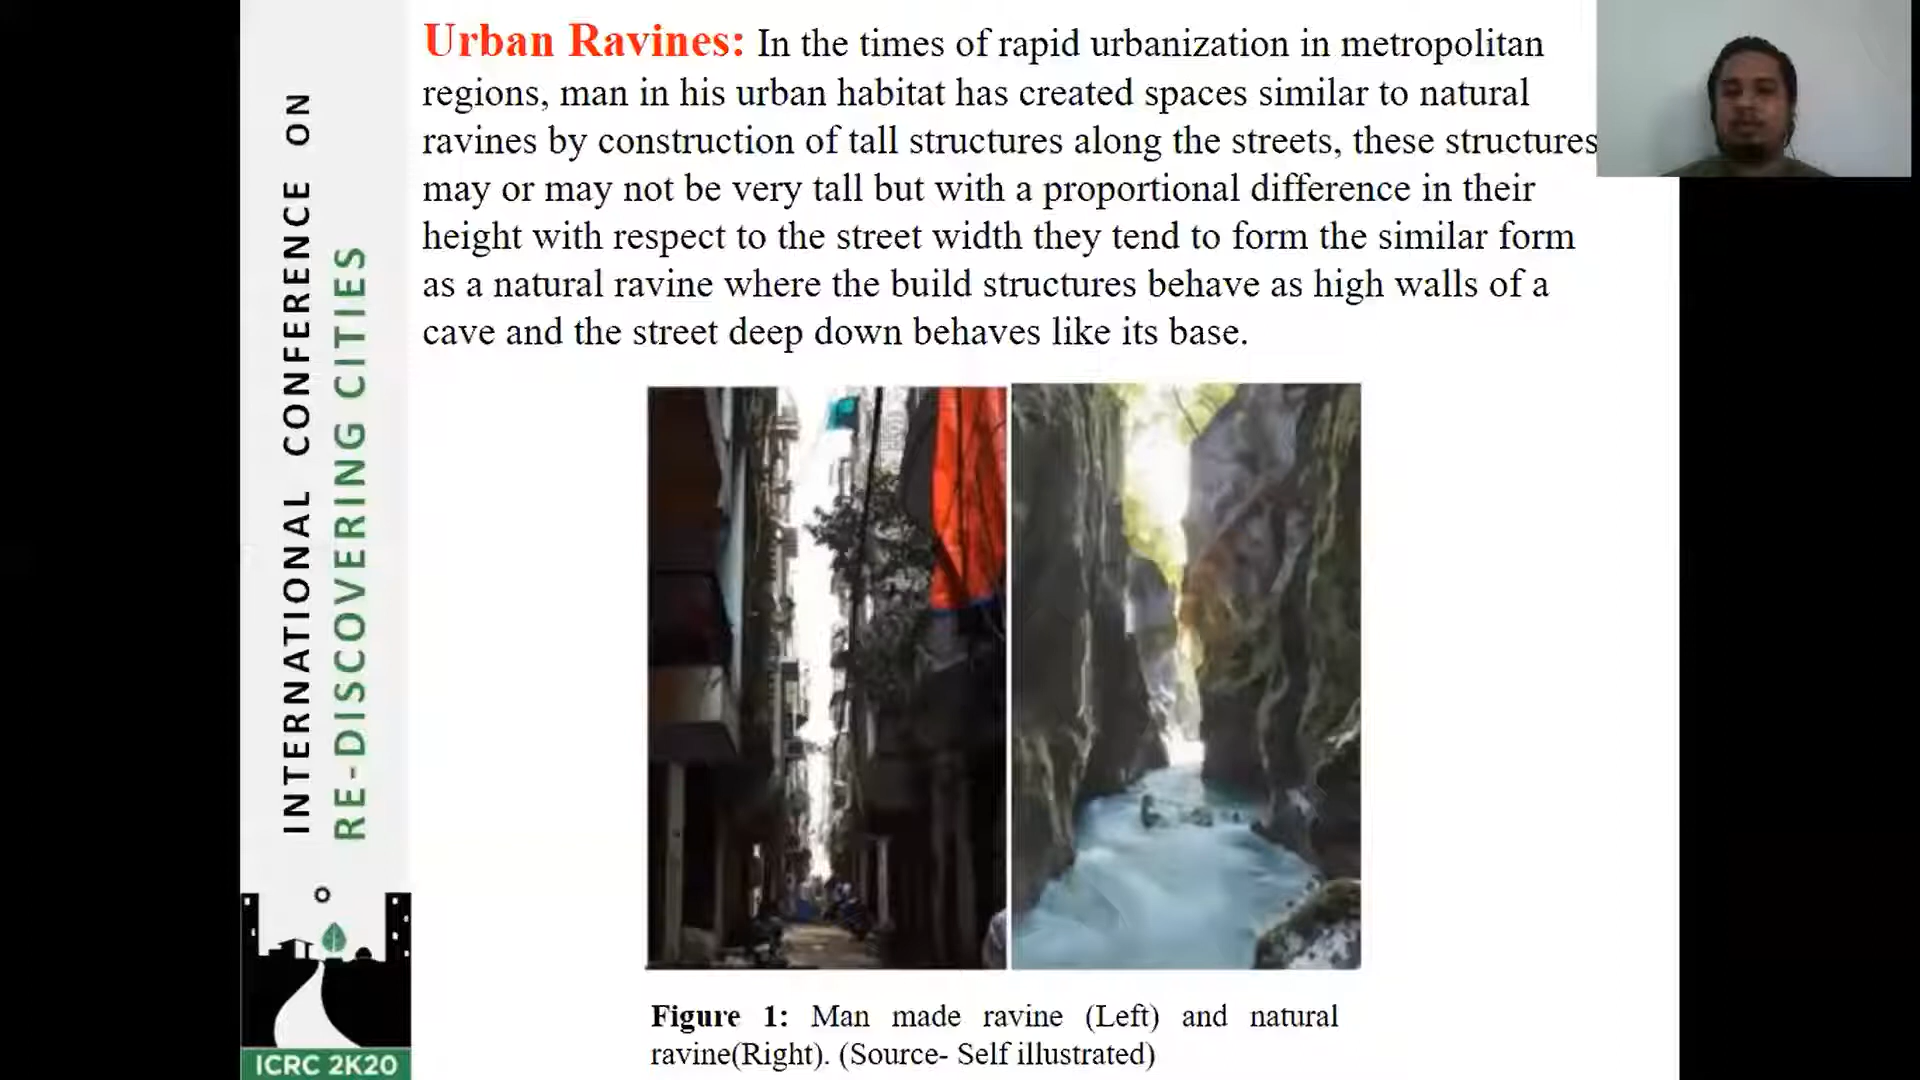 INTERNATIONAL CONFERENCE ON
RE-DISCOVERING CITIES
ICRC 2K20
Urban Ravines: In the times of rapid urbanization in metropolitan
regions, man in his urban habitat has created spaces similar to natural
ravines by construction of tall structures along the streets, these structures
may or may not be very tall but with a proportional difference in their
height with respect to the street width they tend to form the similar form
as a natural ravine where the build structures behave as high walls of a
cave and the street deep down behaves like its base.
Figure 1: Man made ravine (Left) and natural
ravine(Right). (Source- Self illustrated)